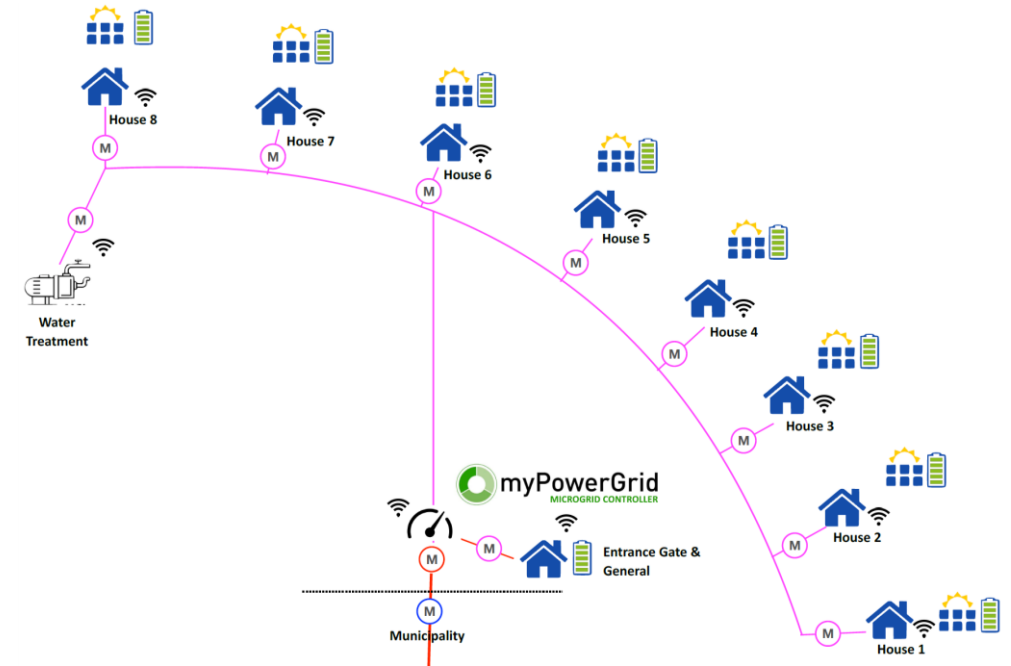 House 8
M
House 7
M
House 6
M
M
House 5
M
House 4
M
Water
Treatment
House 3
M
myPowerGrid
MICROGRID CONTROLLER
House 2
M
M
M
Entrance Gate &
General
M
Municipality
M
House 1